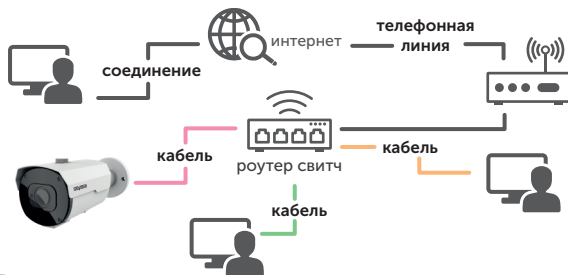 телефонная
линия
интернет
соединение
кабель
роутер свитч
кабель
кабель